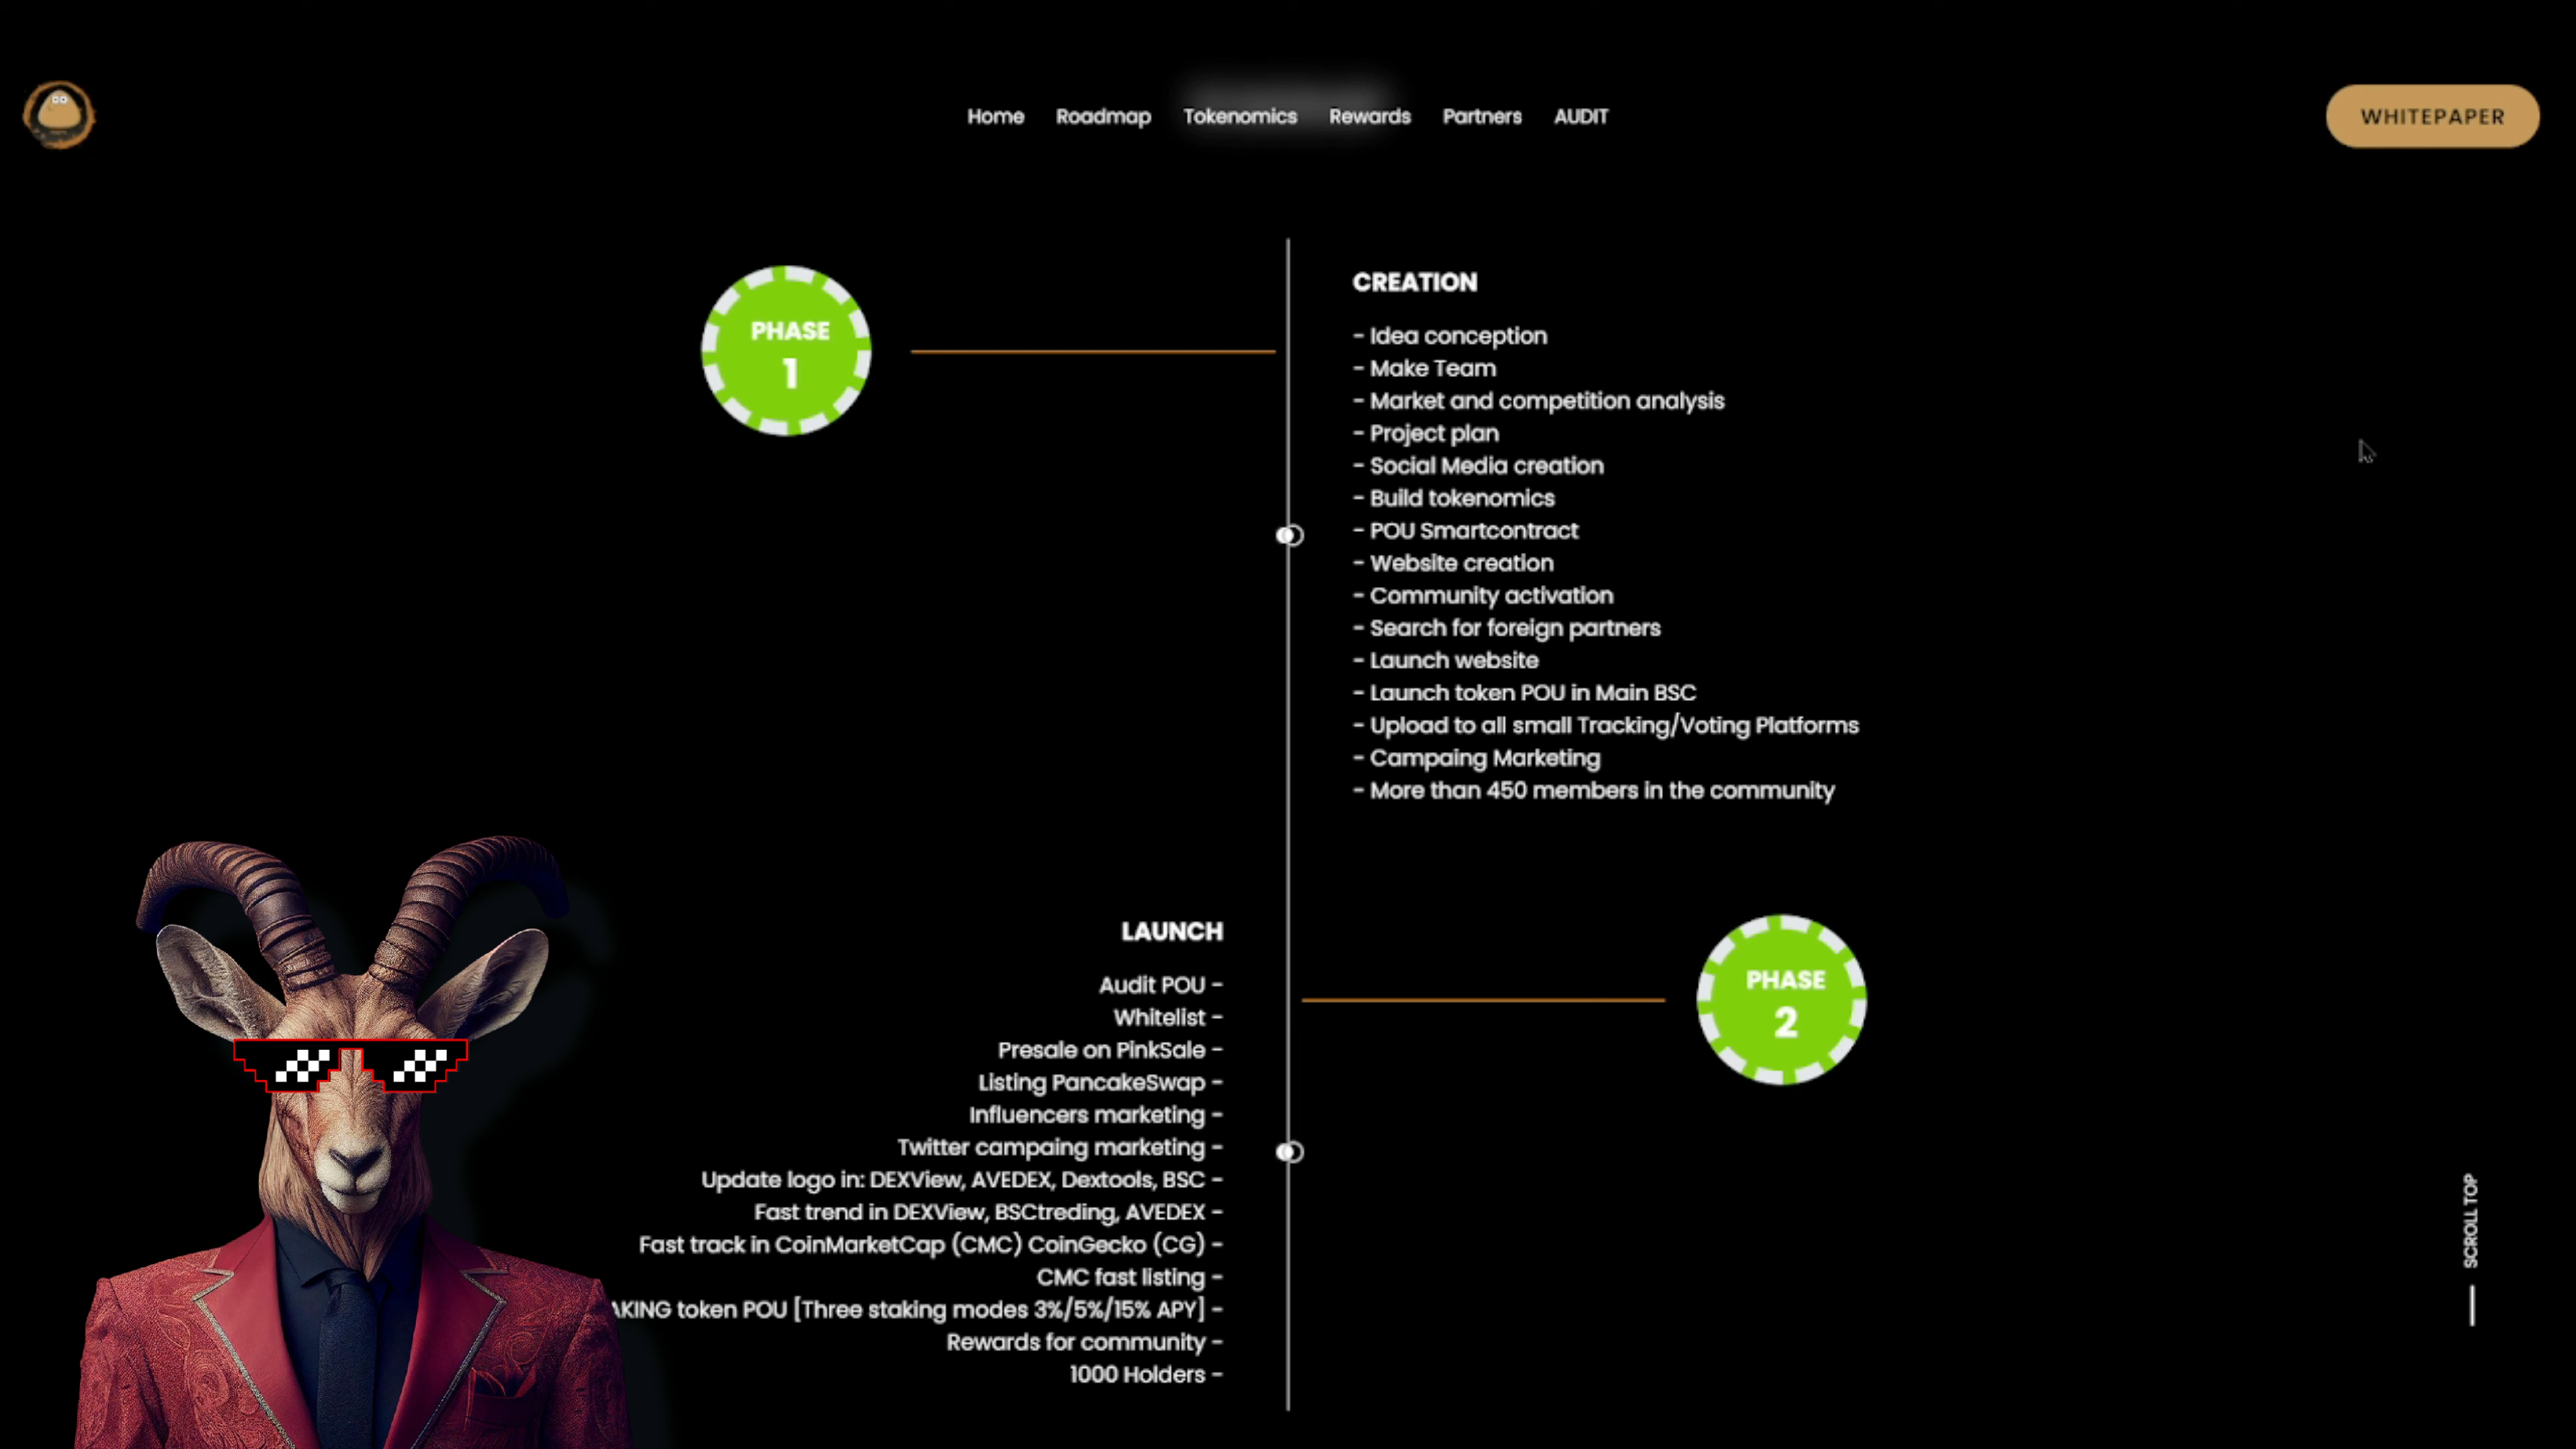 Home Roadmap Tokenomics Rewards Partners AUDIT
WHITEPAPER
PHASE
1
CREATION
- Idea conception
- Make Team
- Market and competition analysis
- Project plan
- Social Media creation
- Build tokenomics
- POU Smartcontract
- Website creation
- Community activation
- Search for foreign partners
- Launch website
- Launch token POU in Main BSC
- Upload to all small Tracking/Voting Platforms
- Campaing Marketing
- More than 450 members in the community
PHASE
2
LAUNCH
Audit POU -
Whitelist -
Presale on PinkSale -
Listing PancakeSwap -
Influencers marketing -
Twitter campaing marketing -
Update logo in: DEXView, AVEDEX, Dextools, BSC -
Fast trend in DEXView, BSCtreding, AVEDEX -
Fast track in CoinMarketCap (CMC) CoinGecko (CG) -
CMC fast listing -
AKING token POU [Three staking modes 3%/5%/15% APY] -
Rewards for community -
1000 Holders -
SCROLL TOP